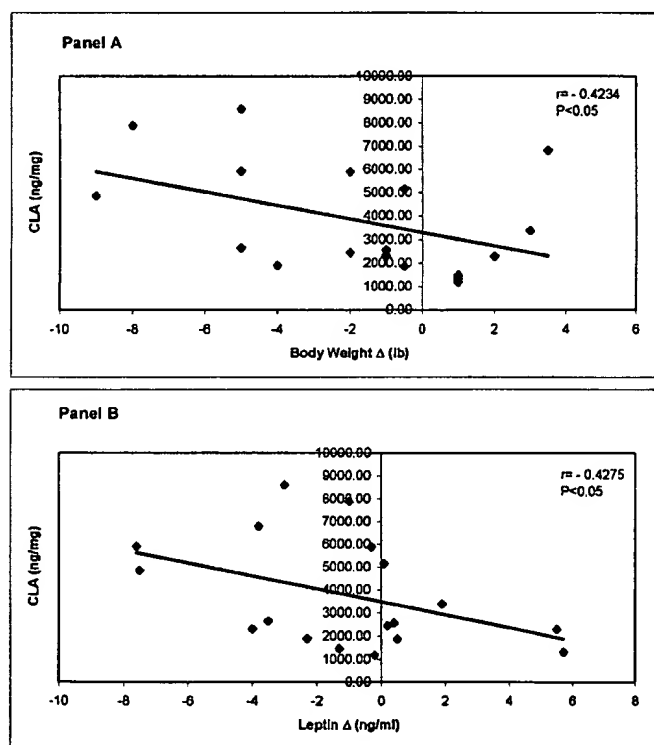 Panel A
r= - 0.4234
P<0.05
CLA (ng/mg)
10000.00
9000.00
8000.00
7000.00
6000.00
5000.00
4000.00
3000.00
2000.00
1000.00
0.00
-10 -8 -6 -4 -2 0 2 4 6
Body Weight Δ (lb)
Panel B
r= - 0.4275
P<0.05
CLA (ng/mg)
10000.00
9000.00
8000.00
7000.00
6000.00
5000.00
4000.00
3000.00
2000.00
1000.00
0.00
-10 -8 -6 -4 -2 0 2 4 6 8
Leptin Δ (ng/ml)